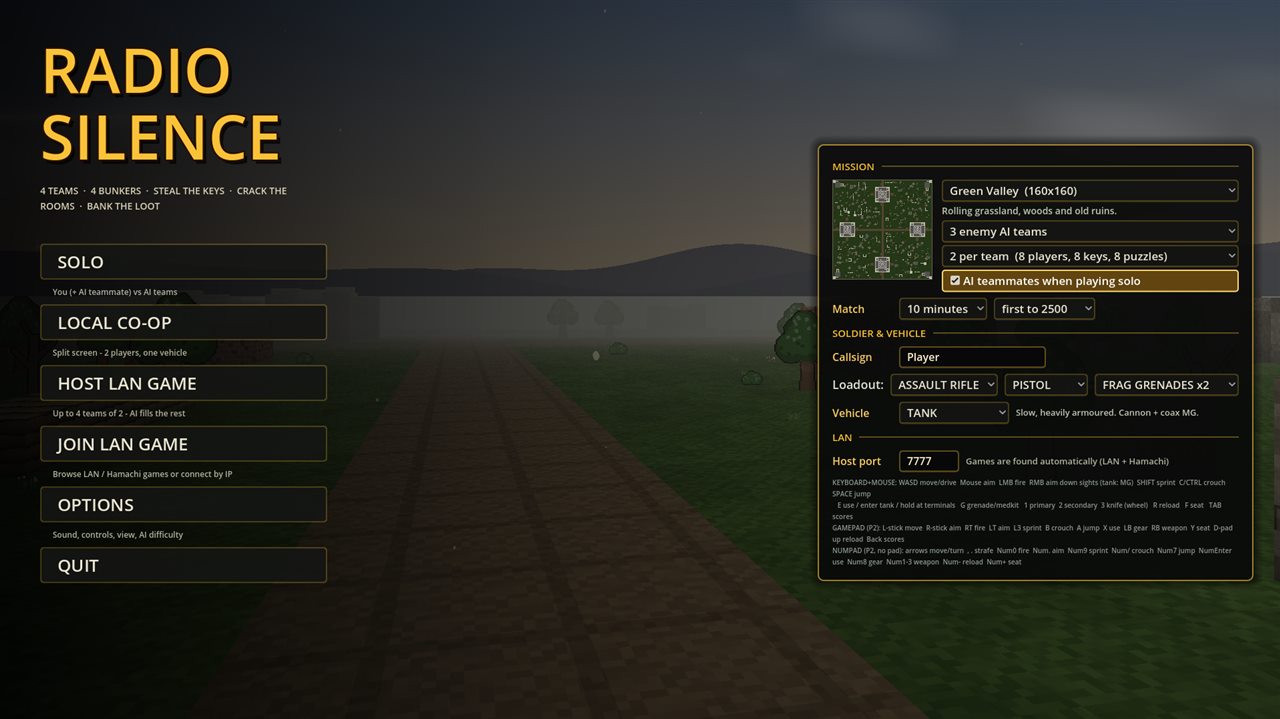 RADIO
SILENCE
4 TEAMS · 4 BUNKERS · STEAL THE KEYS · CRACK THE
ROOMS · BANK THE LOOT
SOLO
You (+ AI teammate) vs AI teams
LOCAL CO-OP
Split screen - 2 players, one vehicle
HOST LAN GAME
Up to 4 teams of 2 - AI fills the rest
JOIN LAN GAME
Browse LAN / Hamachi games or connect by IP
OPTIONS
Sound, controls, view, AI difficulty
QUIT
MISSION
Green Valley (160x160)
Rolling grassland, woods and old ruins.
3 enemy AI teams
2 per team (8 players, 8 keys, 8 puzzles)
AI teammates when playing solo
Match 10 minutes first to 2500
SOLDIER & VEHICLE
Callsign Player
Loadout: ASSAULT RIFLE PISTOL FRAG GRENADES x2
Vehicle TANK Slow, heavily armoured. Cannon + coax MG.
LAN
Host port 7777 Games are found automatically (LAN + Hamachi)
KEYBOARD+MOUSE: WASD move/drive Mouse aim LMB fire RMB aim down sights (tank: MG) SHIFT sprint C/CTRL crouch
SPACE jump
E use / enter tank / hold at terminals G grenade/medkit 1 primary 2 secondary 3 knife (wheel) R reload F seat TAB
scores
GAMEPAD (P2): L-stick move R-stick aim RT fire LT aim L3 sprint B crouch A jump X use LB gear RB weapon Y seat D-pad
up reload Back scores
NUMPAD (P2, no pad): arrows move/turn , . strafe Num0 fire Num. aim Num9 sprint Num/ crouch Num7 jump NumEnter
use Num8 gear Num1-3 weapon Num- reload Num+ seat